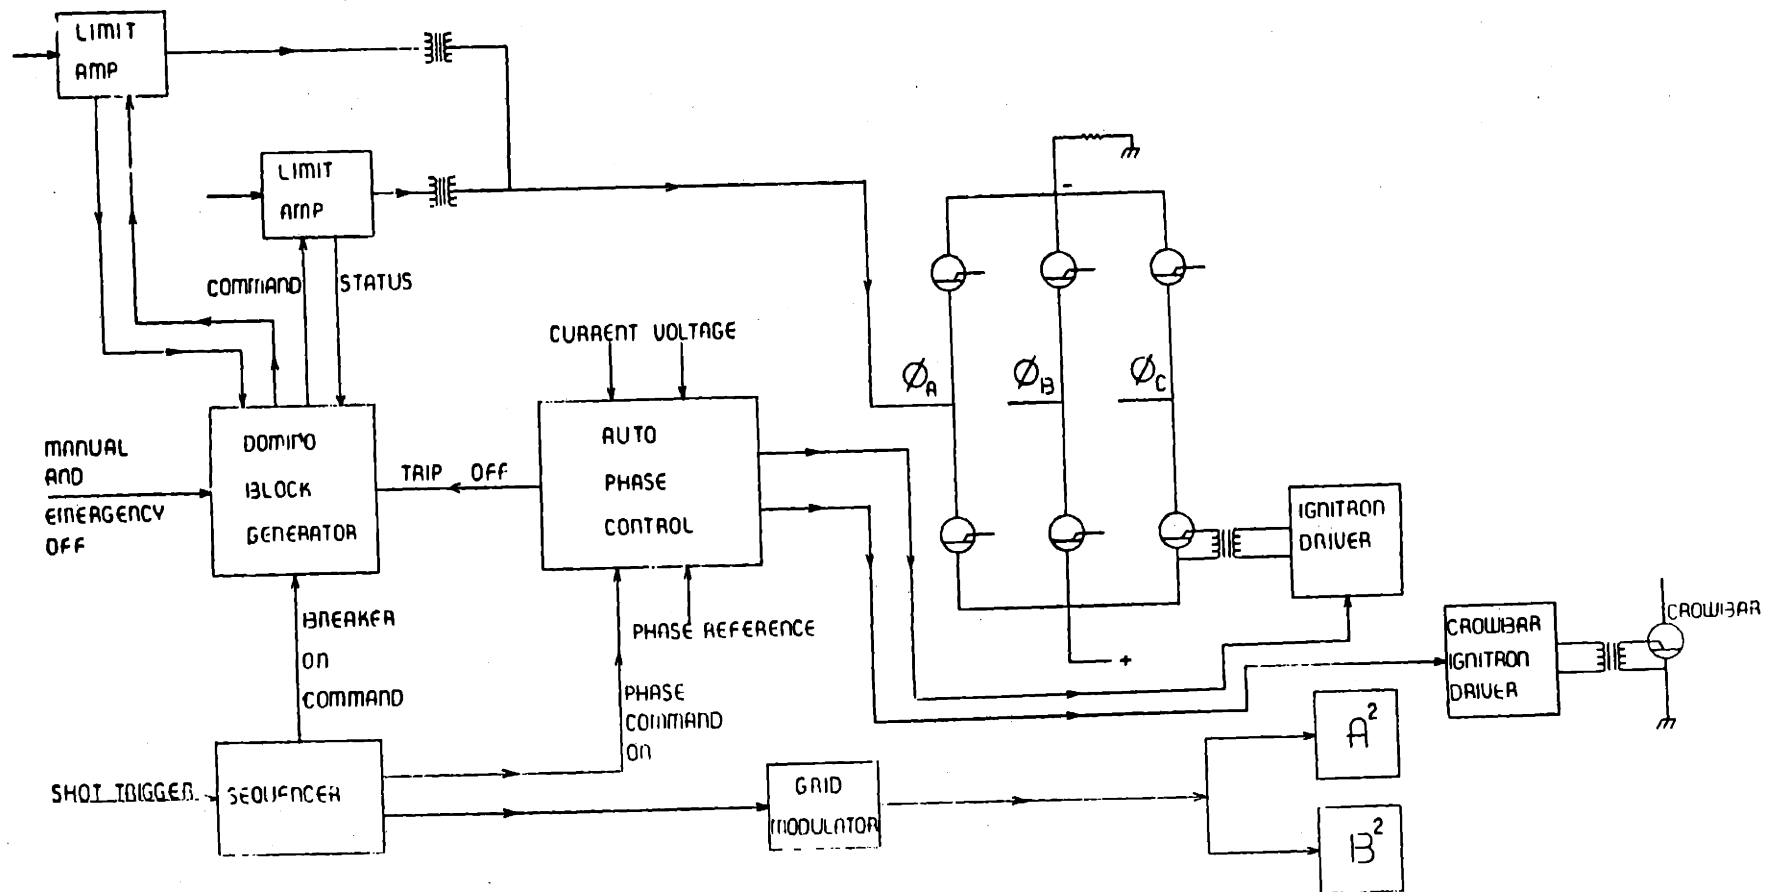 LIMIT
AMP
LIMIT
AMP
COMMAND
STATUS
CURRENT VOLTAGE
-
ØA
ØB
ØC
MANUAL
AND
EMERGENCY
OFF
DOMINO
BLOCK
GENERATOR
TRIP OFF
AUTO
PHASE
CONTROL
IGNITRON
DRIVER
BREAKER
ON
COMMAND
PHASE REFERENCE
+
CROWBAR
IGNITRON
DRIVER
CROWBAR
PHASE
COMMAND
ON
SHOT TRIGGER
SEQUENCER
GRID
MODULATOR
A²
B²